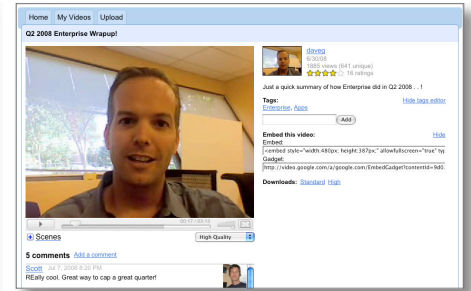 Home My Videos Upload
Q2 2008 Enterprise Wrapup!
daveg
6/30/08
1885 views (641 unique)
16 ratings
Just a quick summary of how Enterprise did in Q2 2008 . . !
Tags:
Hide tags editor
Enterprise, Apps
Add
Embed this video:
Hide
Embed:
<embed style="width:480px; height:387px;" allowfullscreen="true" typ
Gadget:
http://video.google.com/a/google.com/EmbedGadget?contentId=9d0.
Downloads: Standard High
Scenes
High Quality
5 comments Add a comment
Scott Jul 7, 2008 8:20 PM
REally cool. Great way to cap a great quarter!